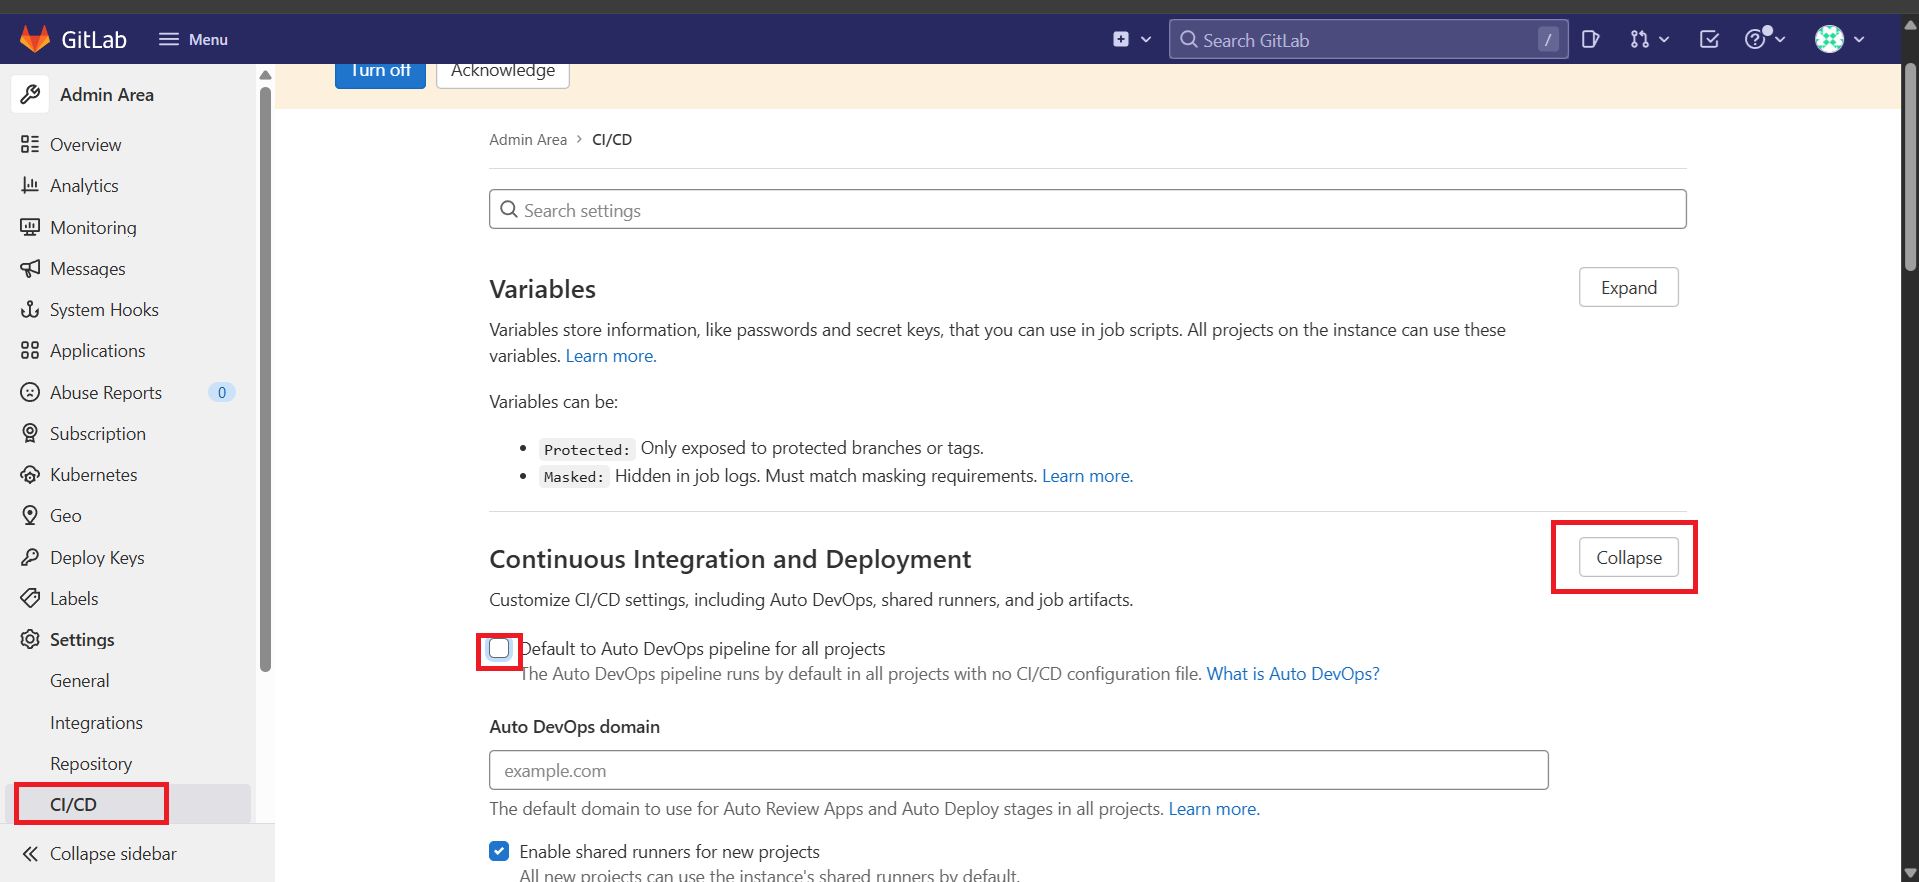 GitLab
Menu
Search GitLab
/
Turn off
Acknowledge
Admin Area
Overview
Analytics
Monitoring
Messages
System Hooks
Applications
Abuse Reports 0
Subscription
Kubernetes
Geo
Deploy Keys
Labels
Settings
General
Integrations
Repository
CI/CD
Collapse sidebar
Admin Area > CI/CD
Search settings
Variables
Expand
Variables store information, like passwords and secret keys, that you can use in job scripts. All projects on the instance can use these
variables. Learn more.
Variables can be:
• Protected: Only exposed to protected branches or tags.
• Masked: Hidden in job logs. Must match masking requirements. Learn more.
Continuous Integration and Deployment
Collapse
Customize CI/CD settings, including Auto DevOps, shared runners, and job artifacts.
Default to Auto DevOps pipeline for all projects
The Auto DevOps pipeline runs by default in all projects with no CI/CD configuration file. What is Auto DevOps?
Auto DevOps domain
example.com
The default domain to use for Auto Review Apps and Auto Deploy stages in all projects. Learn more.
Enable shared runners for new projects
All new projects can use the instance's shared runners by default.